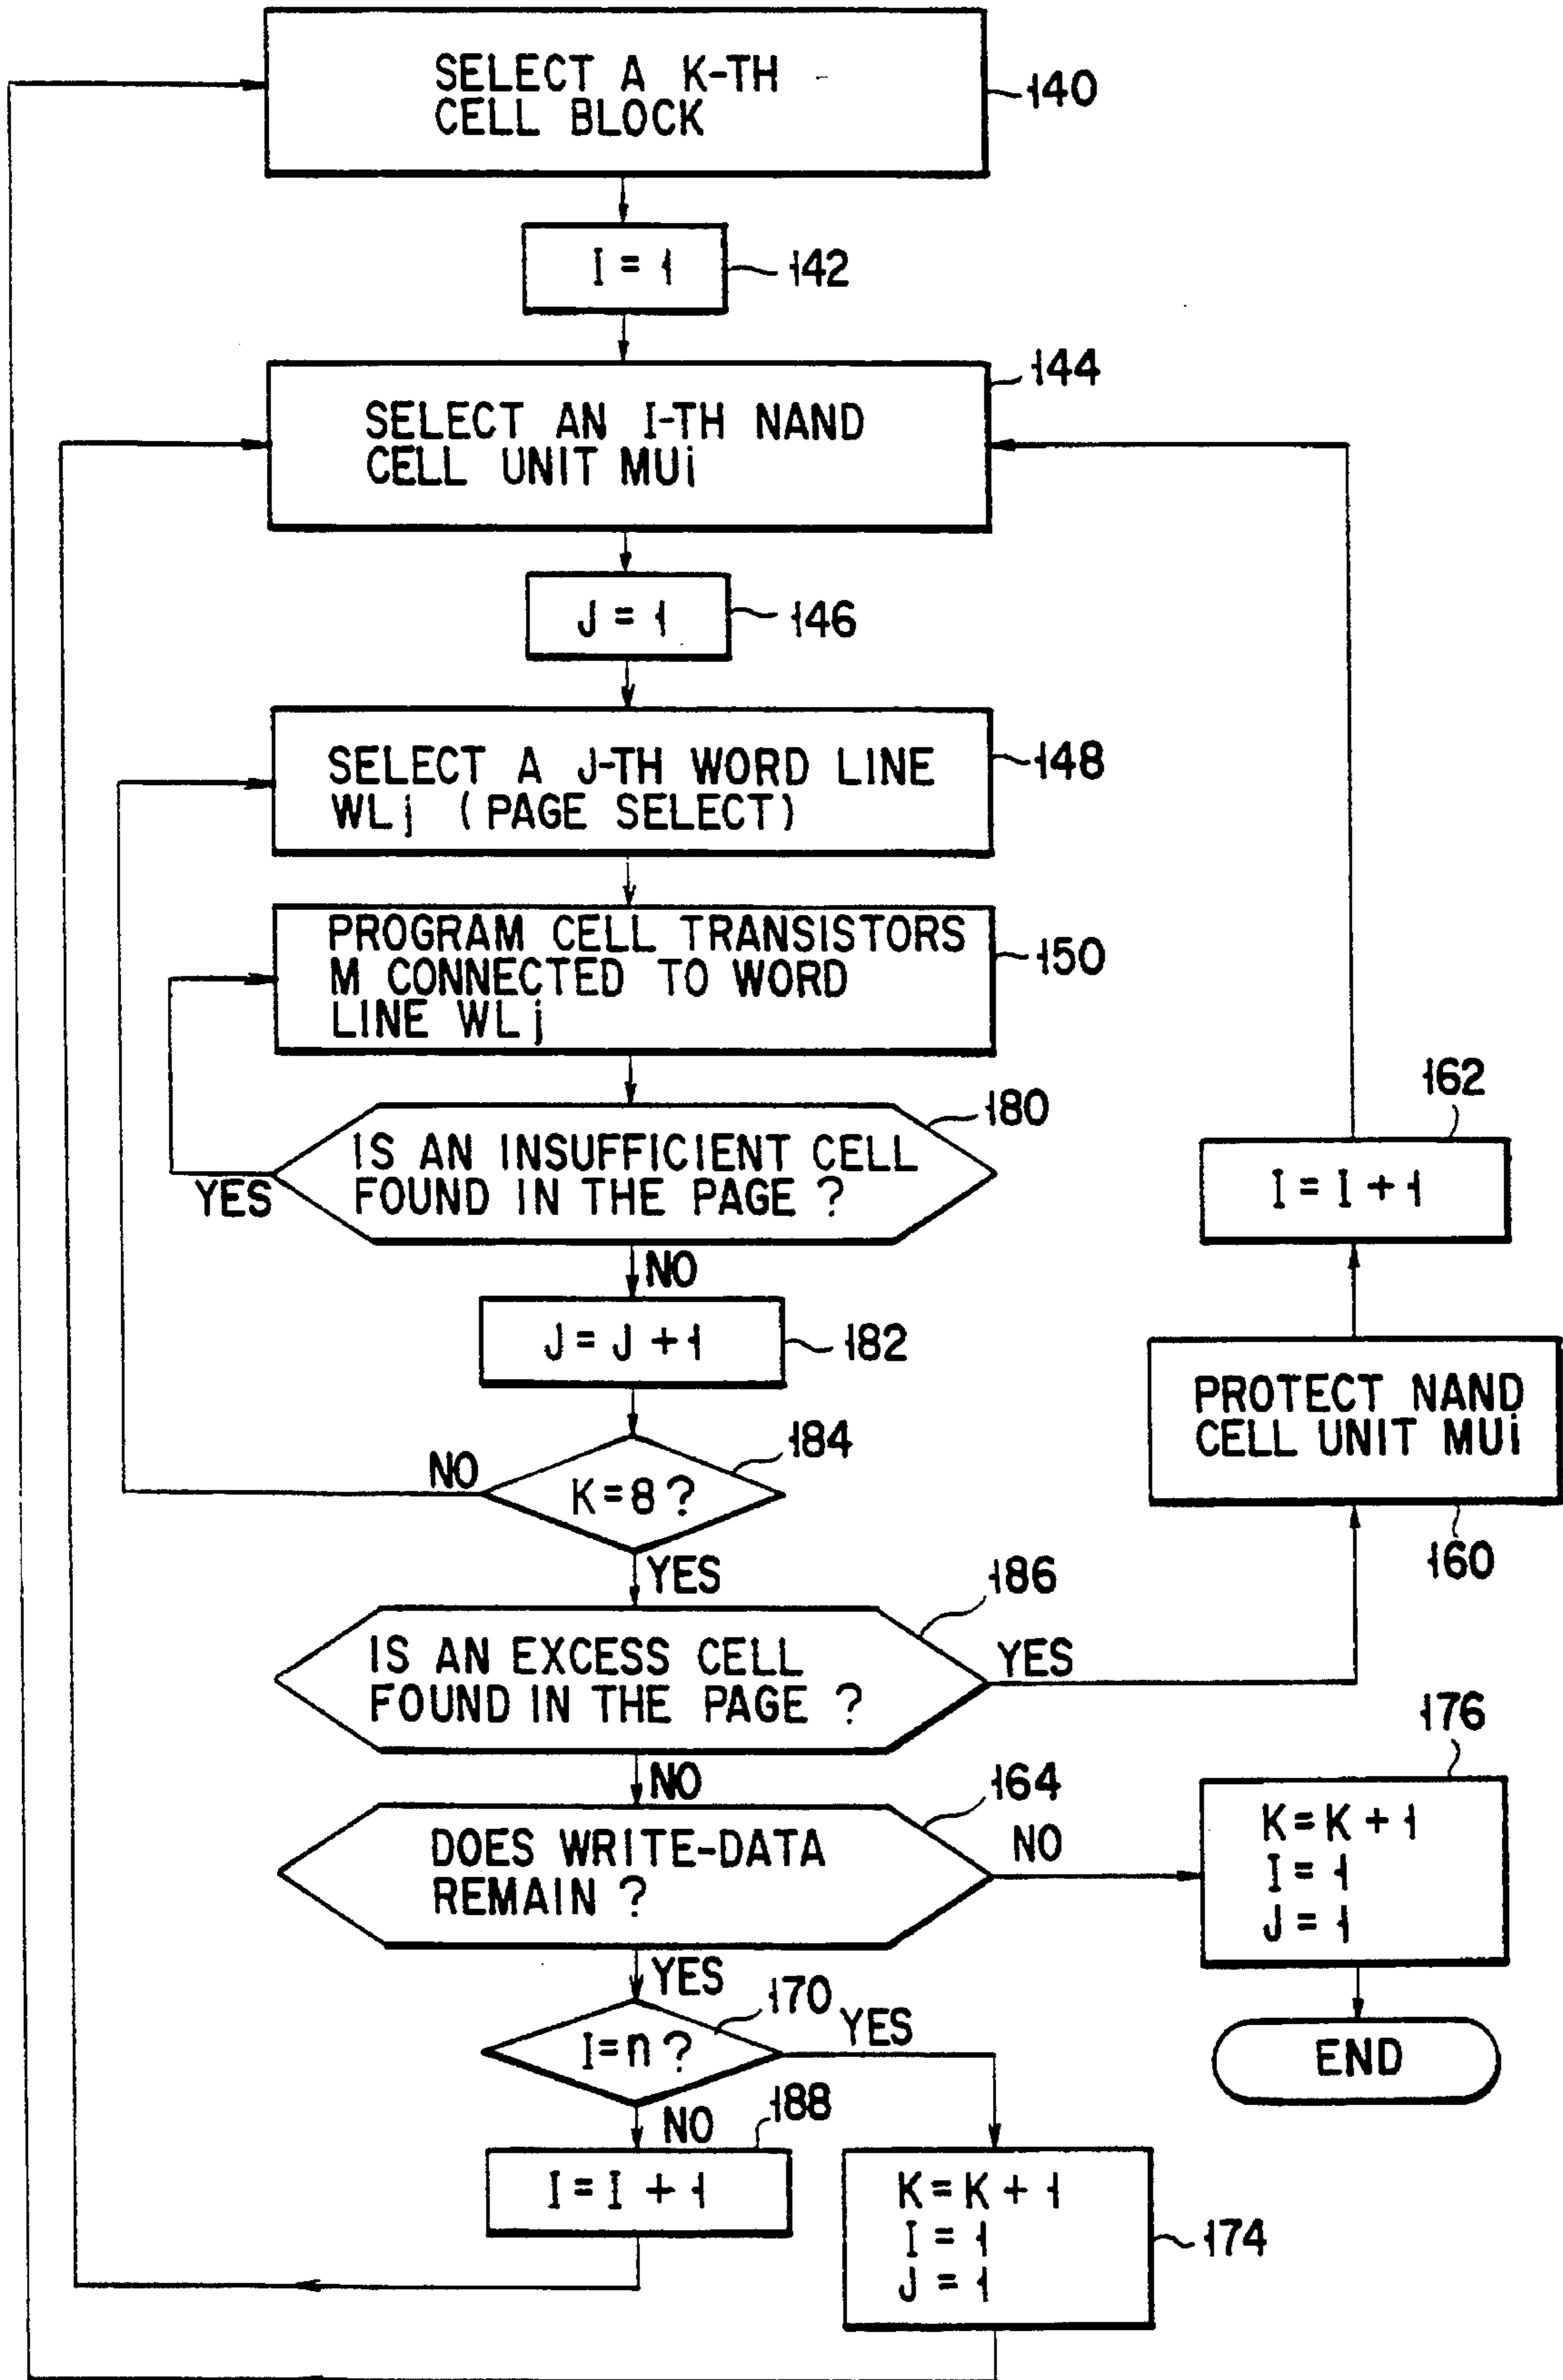 SELECT A K-TH
CELL BLOCK
140
I = 1
142
144
SELECT AN I-TH NAND
CELL UNIT MUi
J = 1
146
SELECT A J-TH WORD LINE
WLj (PAGE SELECT)
148
PROGRAM CELL TRANSISTORS
M CONNECTED TO WORD
LINE WLj
150
180
IS AN INSUFFICIENT CELL
FOUND IN THE PAGE ?
YES
NO
162
I = I + 1
J = J + 1
182
PROTECT NAND
CELL UNIT MUi
160
184
K = 8 ?
NO
YES
186
IS AN EXCESS CELL
FOUND IN THE PAGE ?
YES
NO
164
DOES WRITE-DATA
REMAIN ?
NO
YES
176
K = K + 1
I = 1
J = 1
END
170
I = n ?
YES
NO
188
I = I + 1
K = K + 1
I = 1
J = 1
174